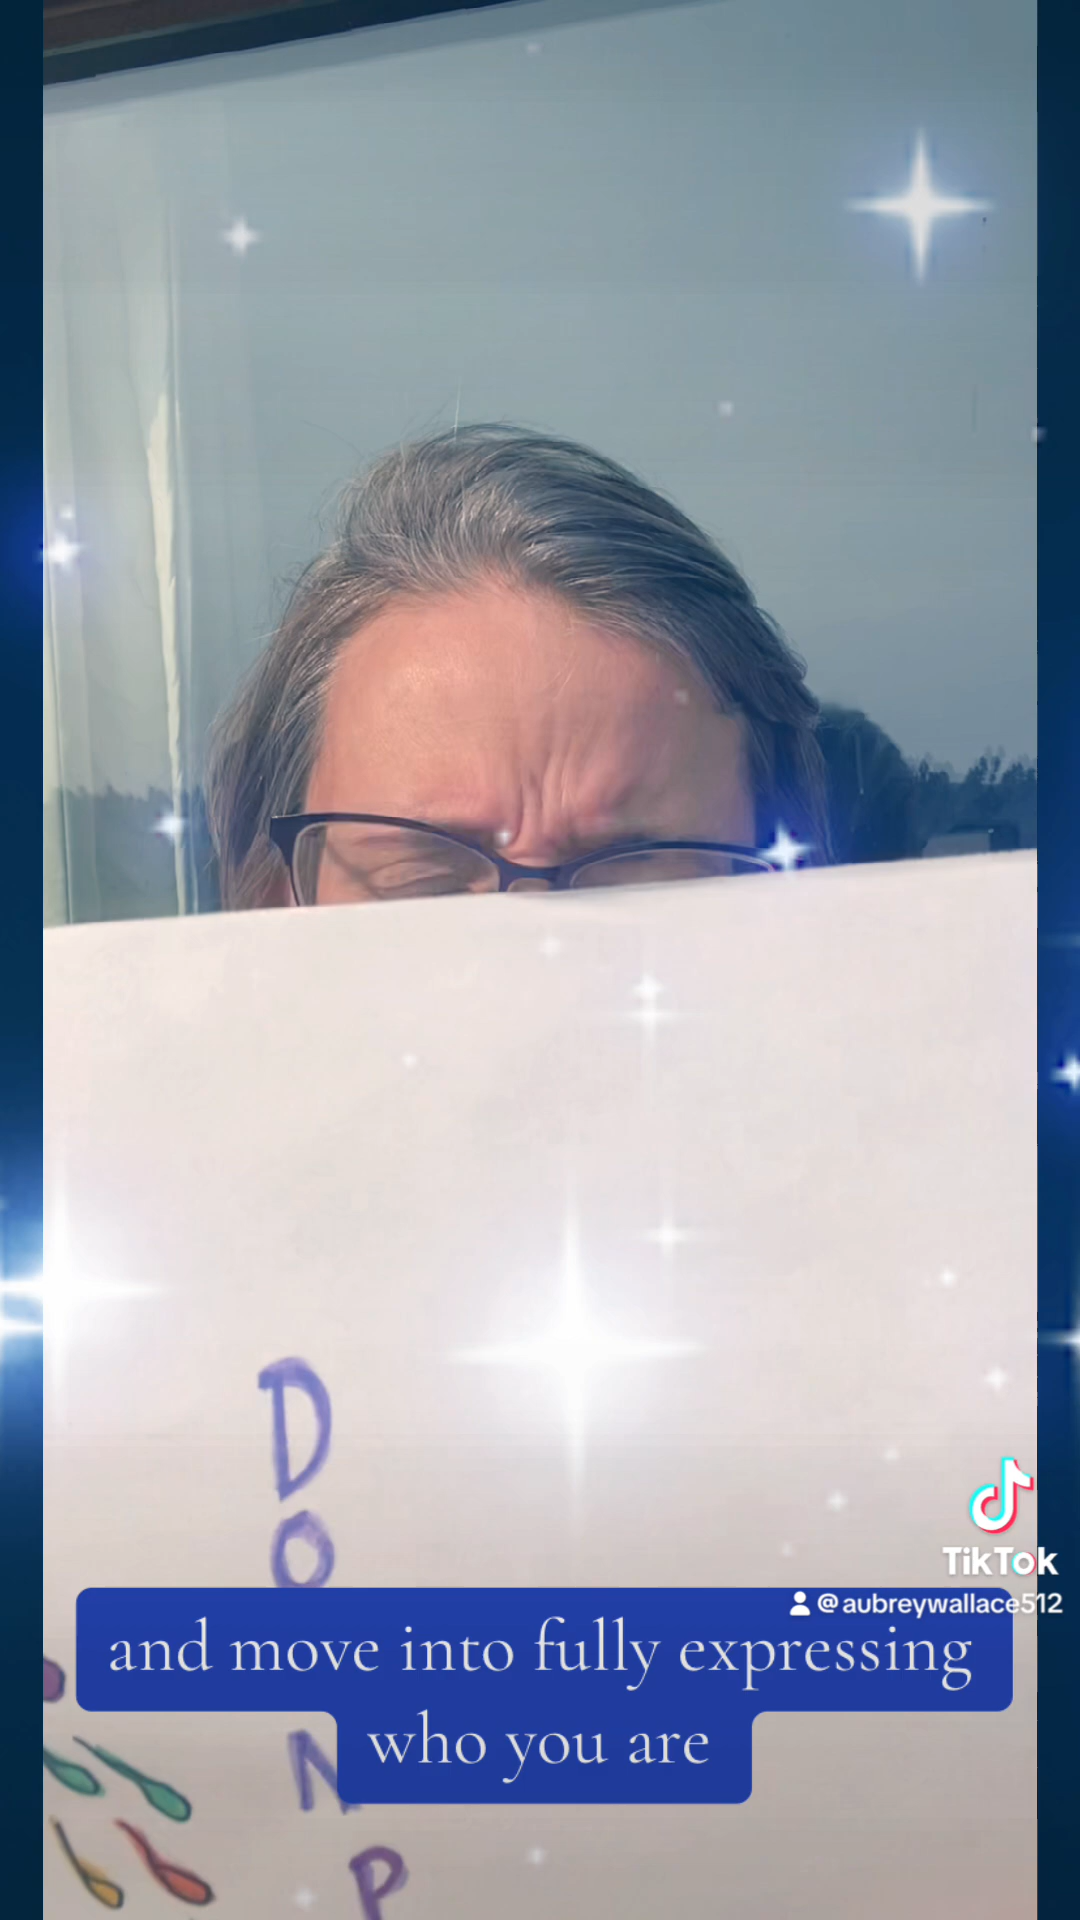 D
O
TikTok
@aubreywallace512
and move into fully expressing
who you are
N
P